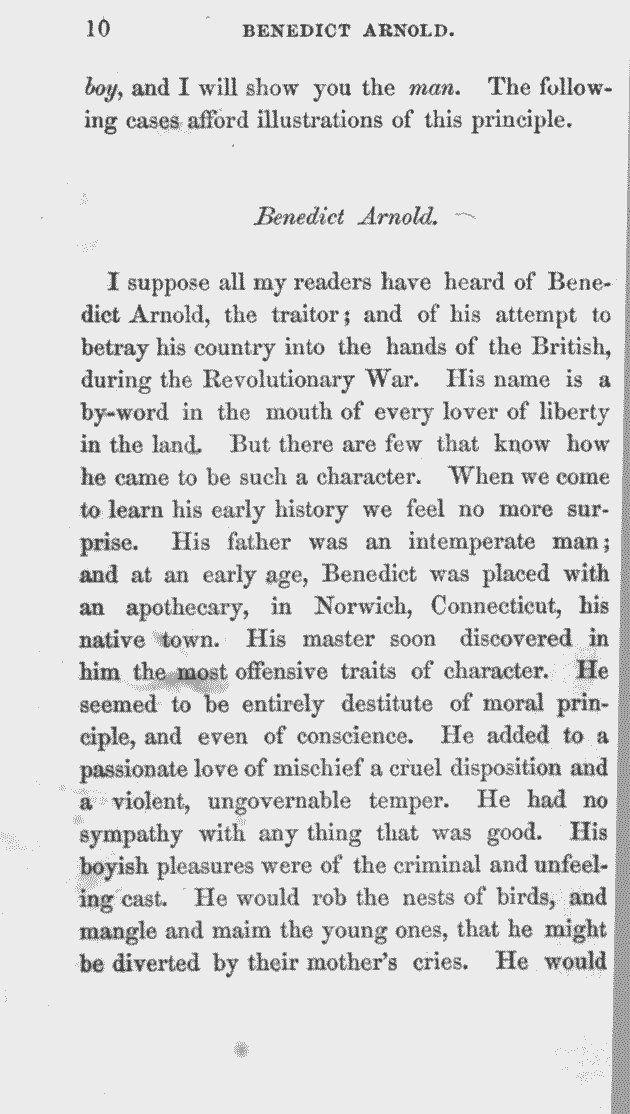 10 BENEDICT ARNOLD.
boy, and I will show you the man. The follow-
ing cases afford illustrations of this principle.
Benedict Arnold.
I suppose all my readers have heard of Bene-
dict Arnold, the traitor; and of his attempt to
betray his country into the hands of the British,
during the Revolutionary War. His name is a
by-word in the mouth of every lover of liberty
in the land. But there are few that know how
he came to be such a character. When we come
to learn his early history we feel no more sur-
prise. His father was an intemperate man;
and at an early age, Benedict was placed with
an apothecary, in Norwich, Connecticut, his
native town. His master soon discovered in
him the most offensive traits of character. He
seemed to be entirely destitute of moral prin-
ciple, and even of conscience. He added to a
passionate love of mischief a cruel disposition and
a violent, ungovernable temper. He had no
sympathy with any thing that was good. His
boyish pleasures were of the criminal and unfeel-
ing cast. He would rob the nests of birds, and
mangle and maim the young ones, that he might
be diverted by their mother's cries. He would